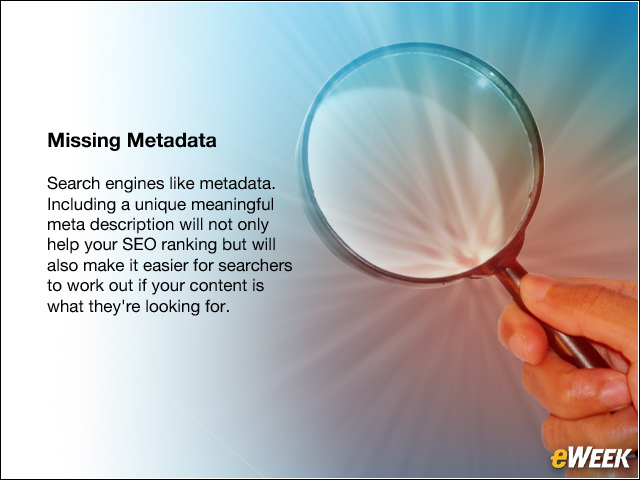 Missing Metadata
Search engines like metadata.
Including a unique meaningful
meta description will not only
help your SEO ranking but will
also make it easier for searchers
to work out if your content is
what they're looking for.
eWEEK